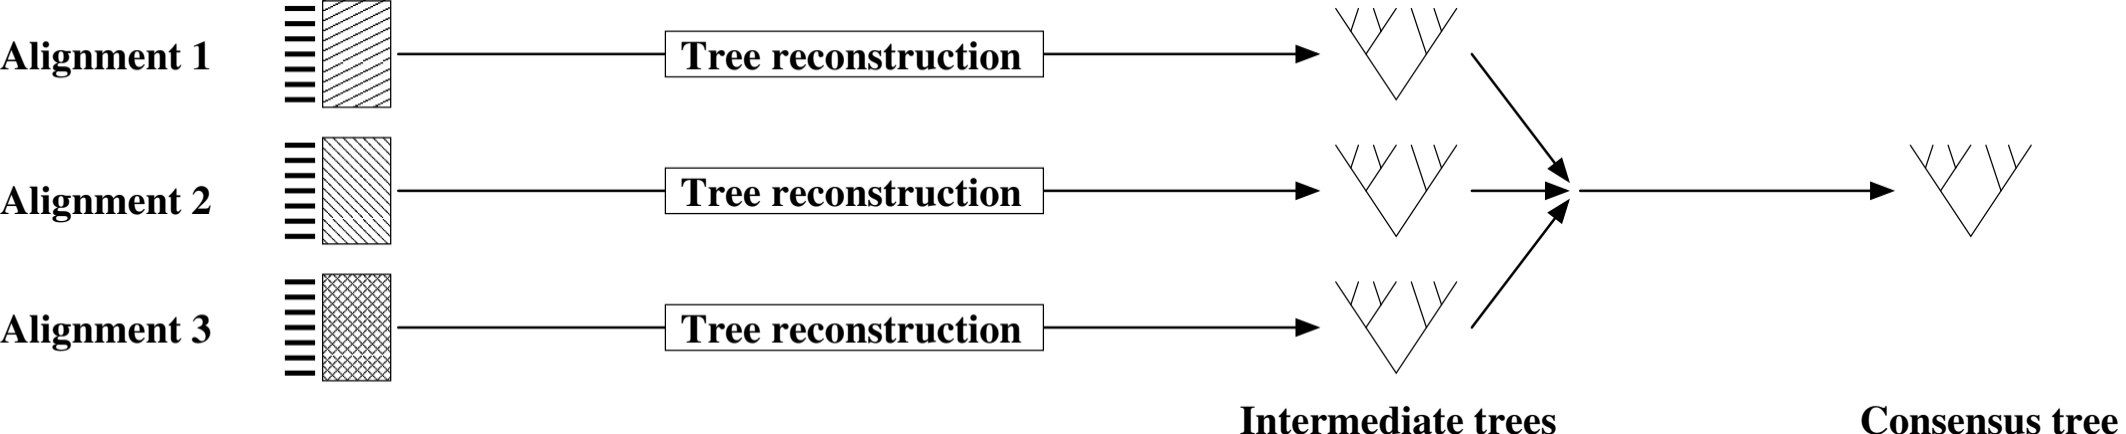 Alignment 1
Tree reconstruction
Alignment 2
Tree reconstruction
Alignment 3
Tree reconstruction
Intermediate trees
Consensus tree